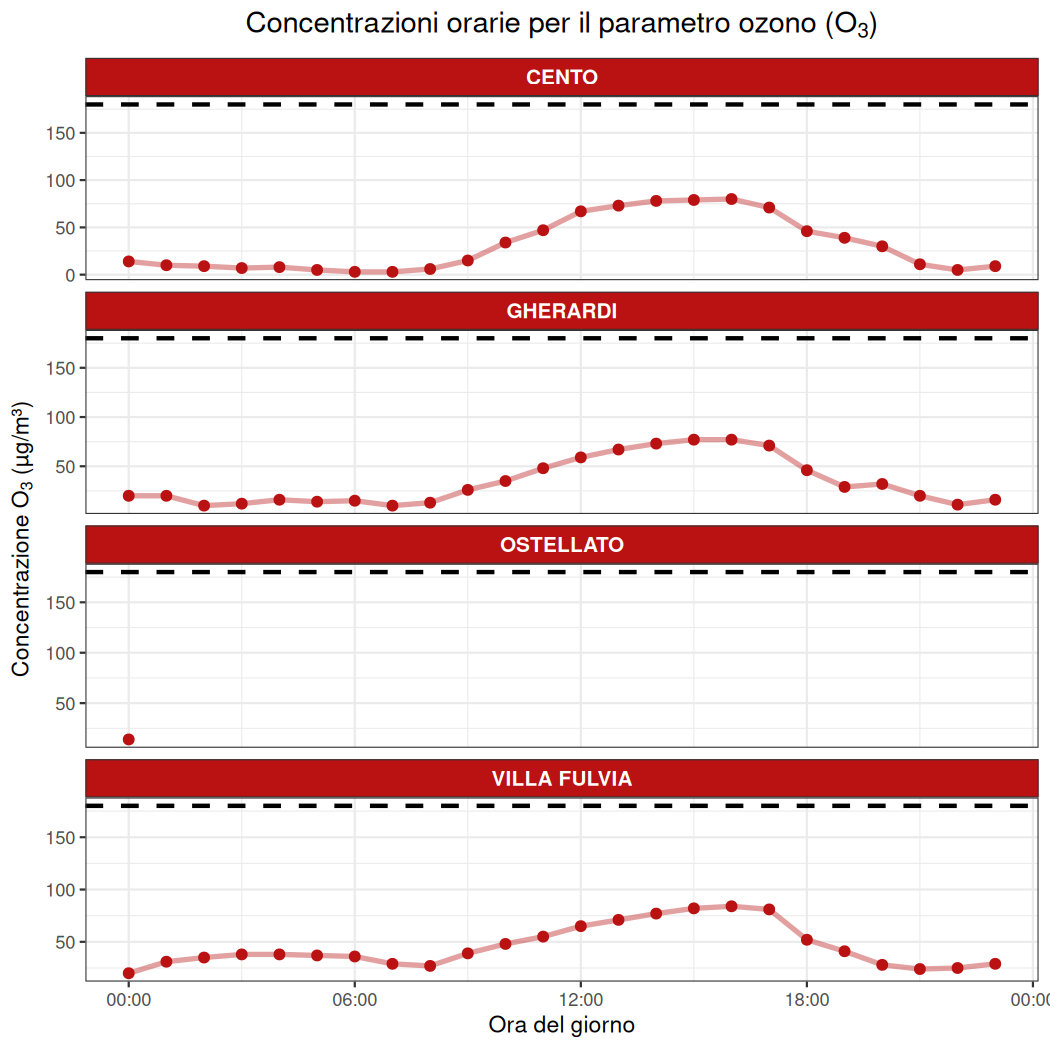 Concentrazioni orarie per il parametro ozono (O₃)
CENTO
150
100
50
0
GHERARDI
150
100
50
OSTELLATO
150
100
50
VILLA FULVIA
150
100
50
Concentrazione O₃ (µg/m³)
00:00 06:00 12:00 18:00 00:0
Ora del giorno